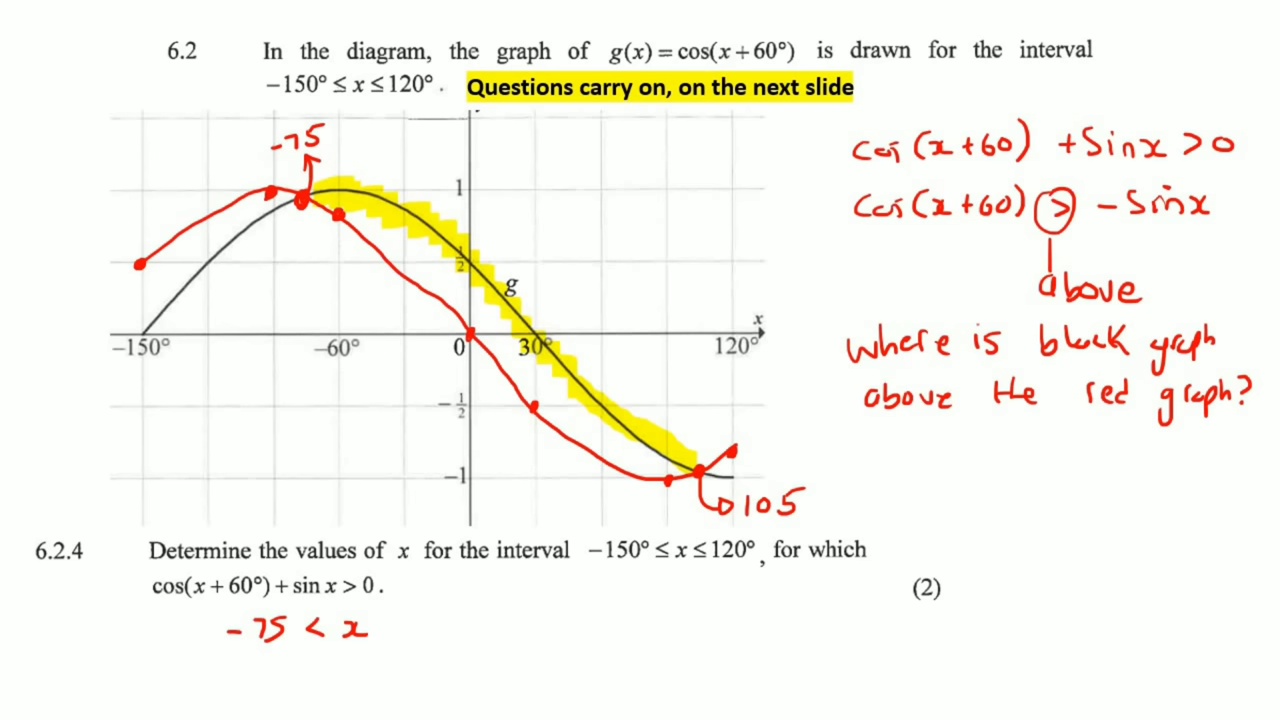 6.2 In the diagram, the graph of g(x) = cos(x + 60°) is drawn for the interval
−150° ≤ x ≤ 120°. Questions carry on, on the next slide
-75
cos (x + 60) + sin x > 0
1
cos (x + 60) > - sin x
1/2
g
above
x
−150° −60° 0 30° 120°
where is black graph
above the red graph?
−1/2
−1
105
6.2.4 Determine the values of x for the interval −150° ≤ x ≤ 120°, for which
cos(x + 60°) + sin x > 0. (2)
- 75 < x